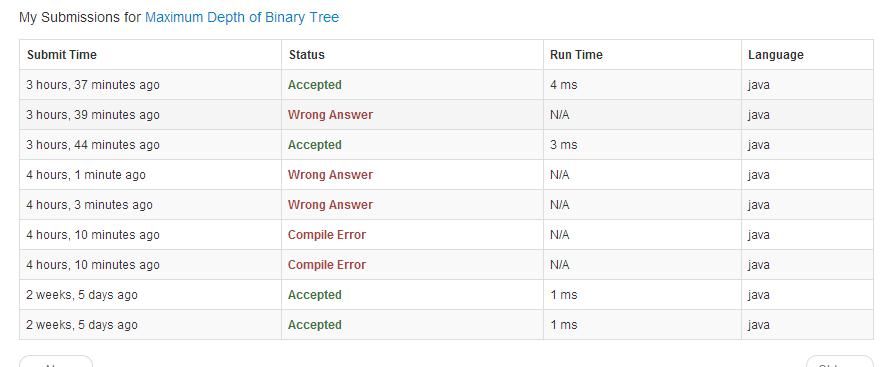 My Submissions for Maximum Depth of Binary Tree
Submit Time Status Run Time Language
3 hours, 37 minutes ago Accepted 4 ms java
3 hours, 39 minutes ago Wrong Answer N/A java
3 hours, 44 minutes ago Accepted 3 ms java
4 hours, 1 minute ago Wrong Answer N/A java
4 hours, 3 minutes ago Wrong Answer N/A java
4 hours, 10 minutes ago Compile Error N/A java
4 hours, 10 minutes ago Compile Error N/A java
2 weeks, 5 days ago Accepted 1 ms java
2 weeks, 5 days ago Accepted 1 ms java